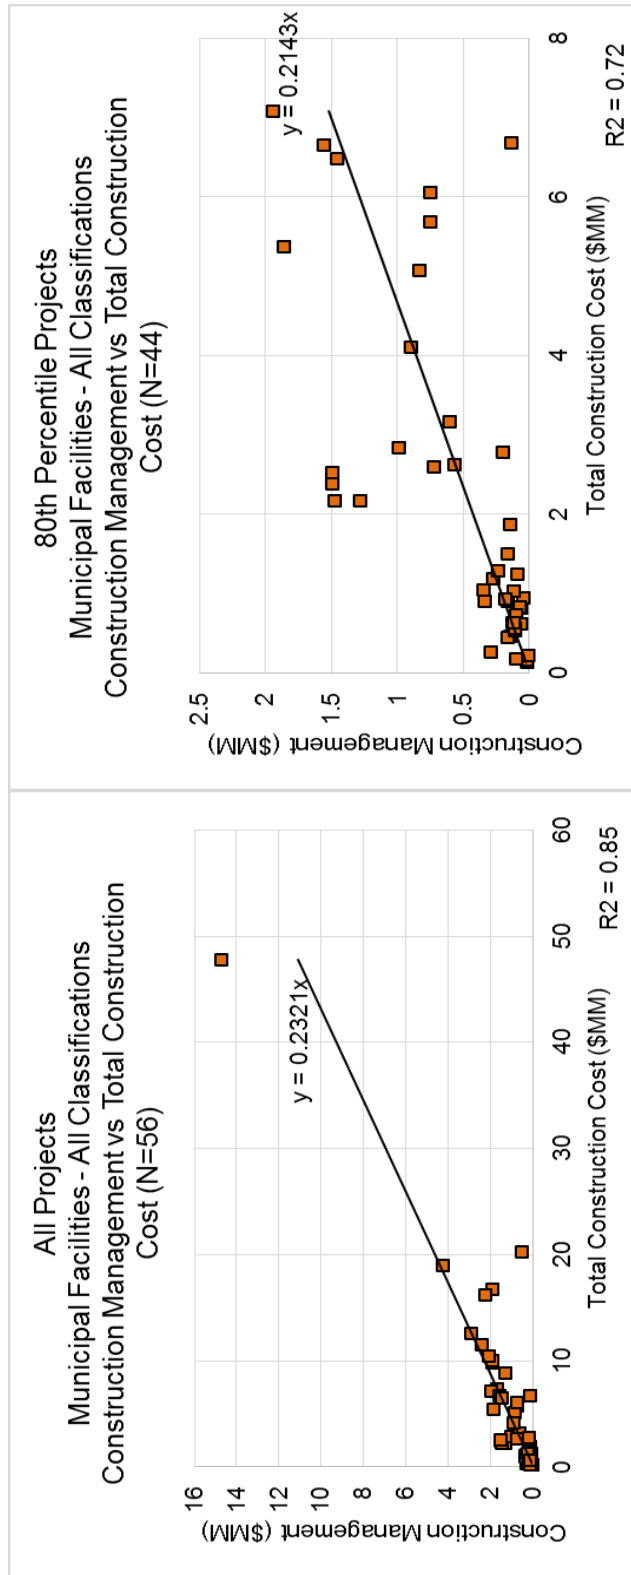 All Projects
Municipal Facilities - All Classifications
Construction Management vs Total Construction
Cost (N=56)
Construction Management ($MM)
16
14
12
10
8
6
4
2
0
y = 0.2321x
0
10
20
30
40
50
60
Total Construction Cost ($MM)
R2 = 0.85
80th Percentile Projects
Municipal Facilities - All Classifications
Construction Management vs Total Construction
Cost (N=44)
Construction Management ($MM)
2.5
2
1.5
1
0.5
0
y = 0.2143x
0
2
4
6
8
Total Construction Cost ($MM)
R2 = 0.72